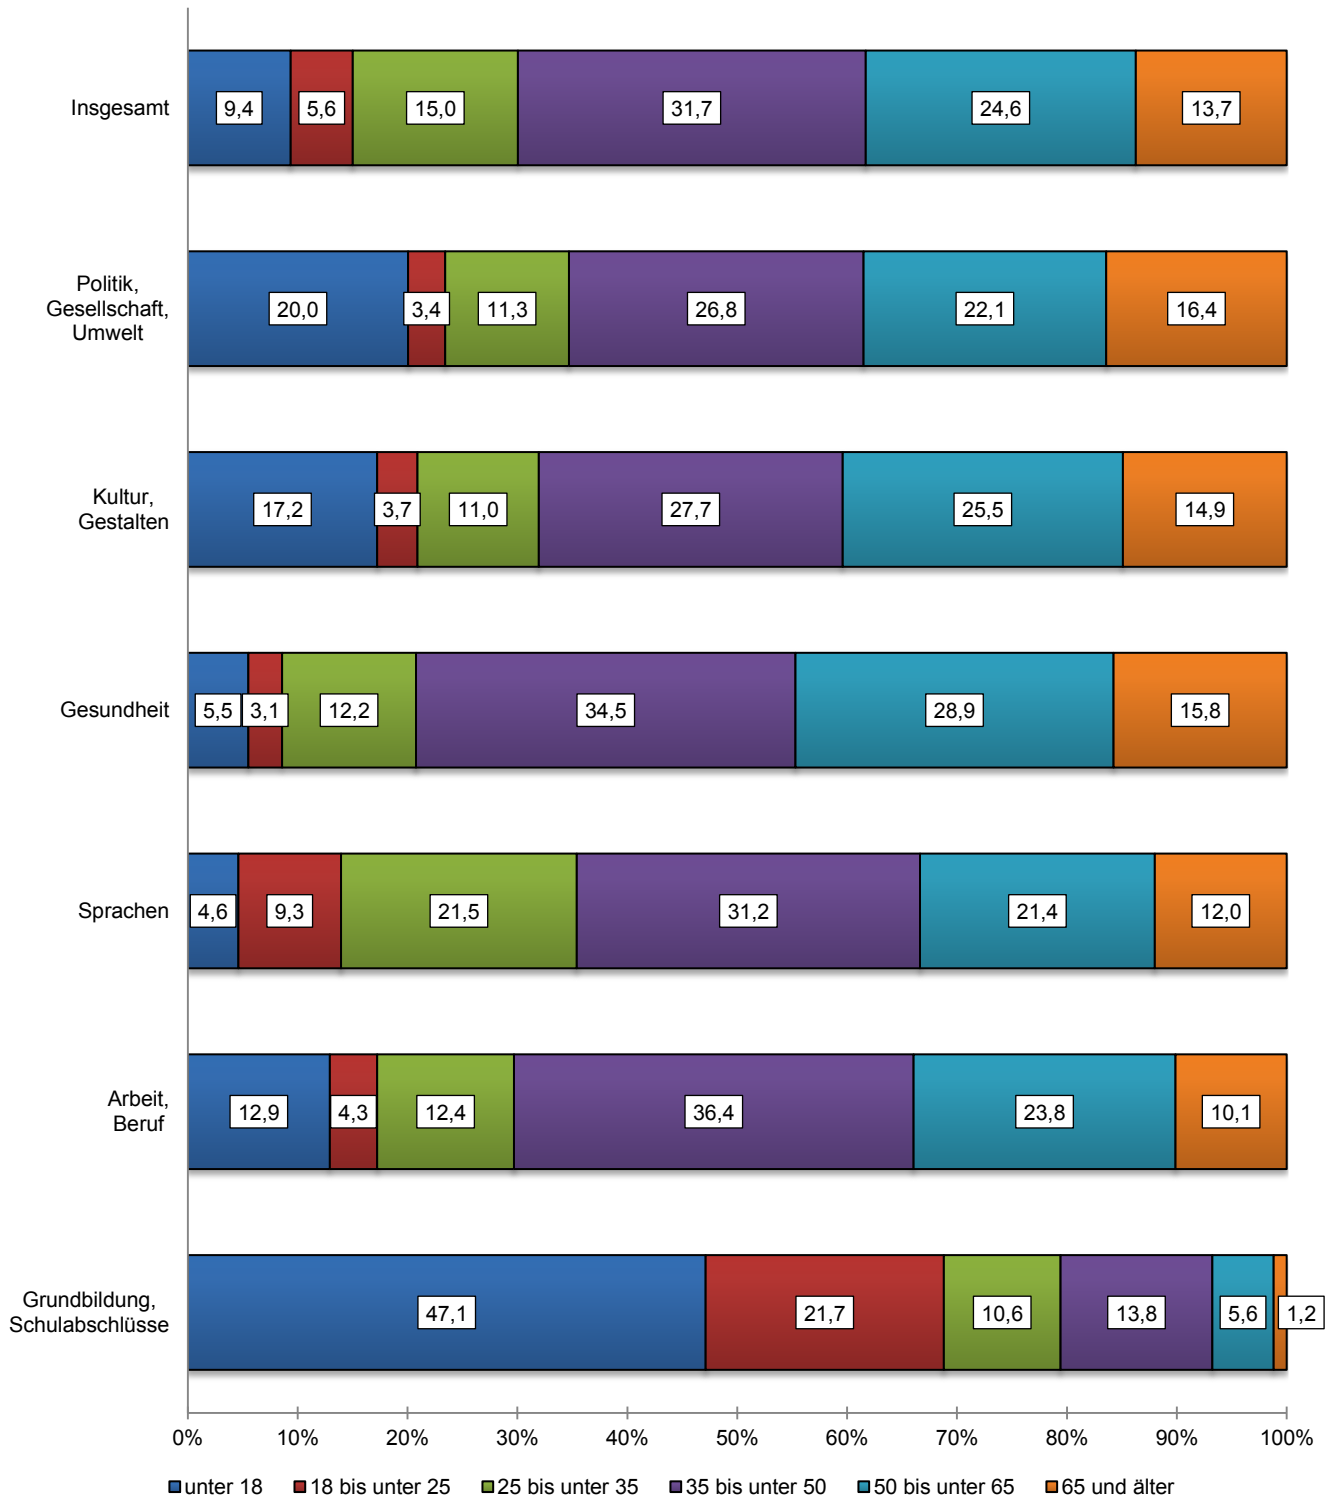 Insgesamt
9,4 5,6 15,0 31,7 24,6 13,7
Politik,
Gesellschaft,
Umwelt
20,0 3,4 11,3 26,8 22,1 16,4
Kultur,
Gestalten
17,2 3,7 11,0 27,7 25,5 14,9
Gesundheit
5,5 3,1 12,2 34,5 28,9 15,8
Sprachen
4,6 9,3 21,5 31,2 21,4 12,0
Arbeit,
Beruf
12,9 4,3 12,4 36,4 23,8 10,1
Grundbildung,
Schulabschlüsse
47,1 21,7 10,6 13,8 5,6 1,2
0% 10% 20% 30% 40% 50% 60% 70% 80% 90% 100%
unter 18 18 bis unter 25 25 bis unter 35 35 bis unter 50 50 bis unter 65 65 und älter